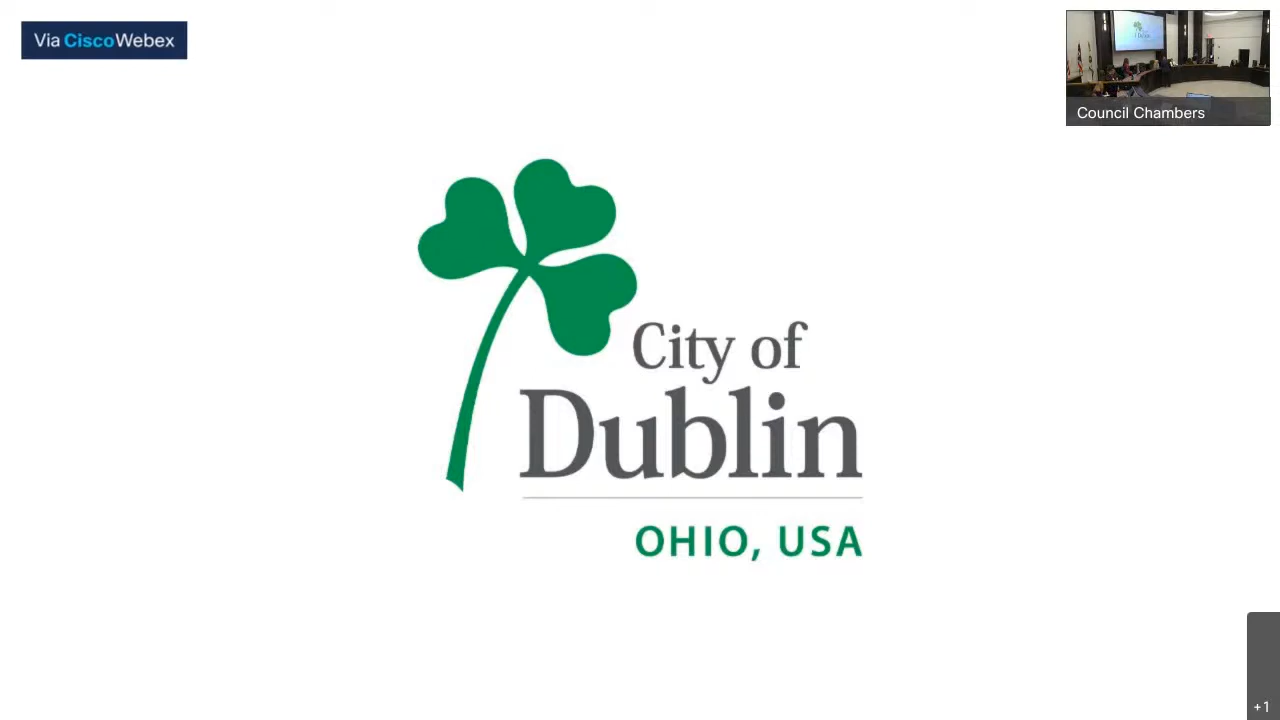 Via CiscoWebex
Council Chambers
City of
Dublin
OHIO, USA
+1